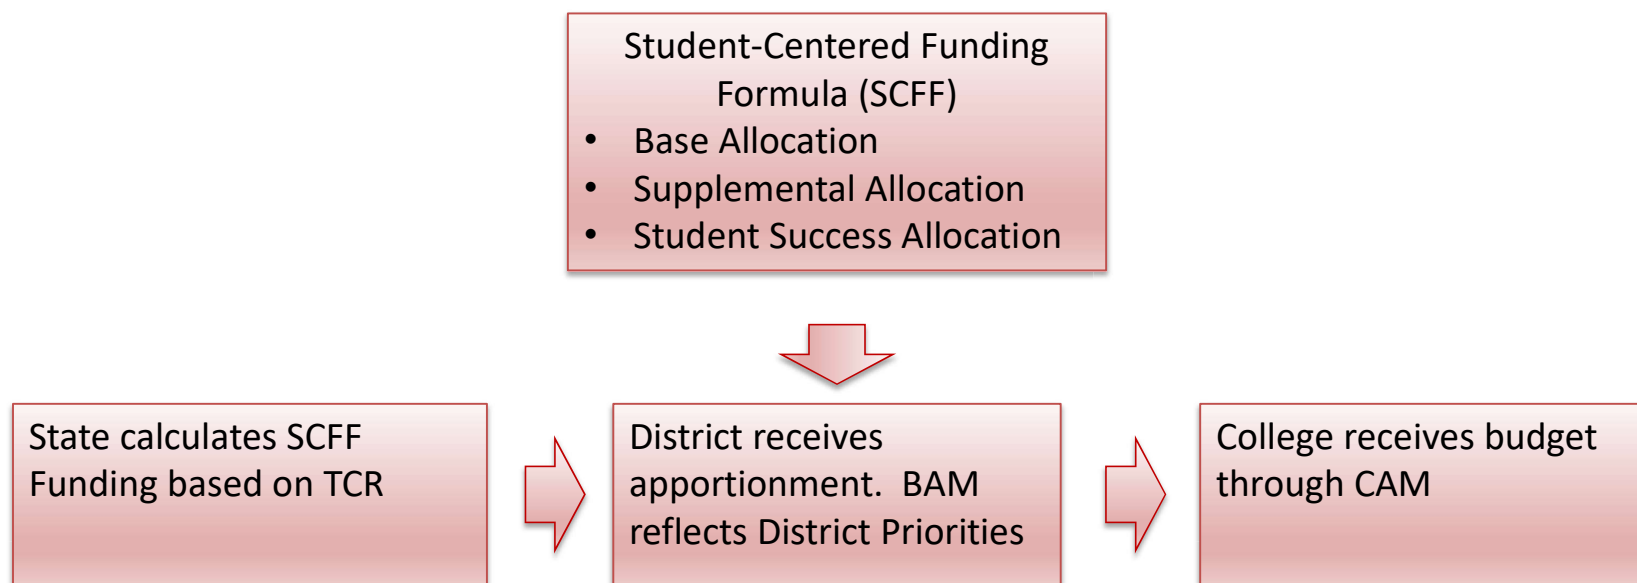 Student-Centered Funding
Formula (SCFF)
• Base Allocation
• Supplemental Allocation
• Student Success Allocation
State calculates SCFF
Funding based on TCR
District receives
apportionment.  BAM
reflects District Priorities
College receives budget
through CAM